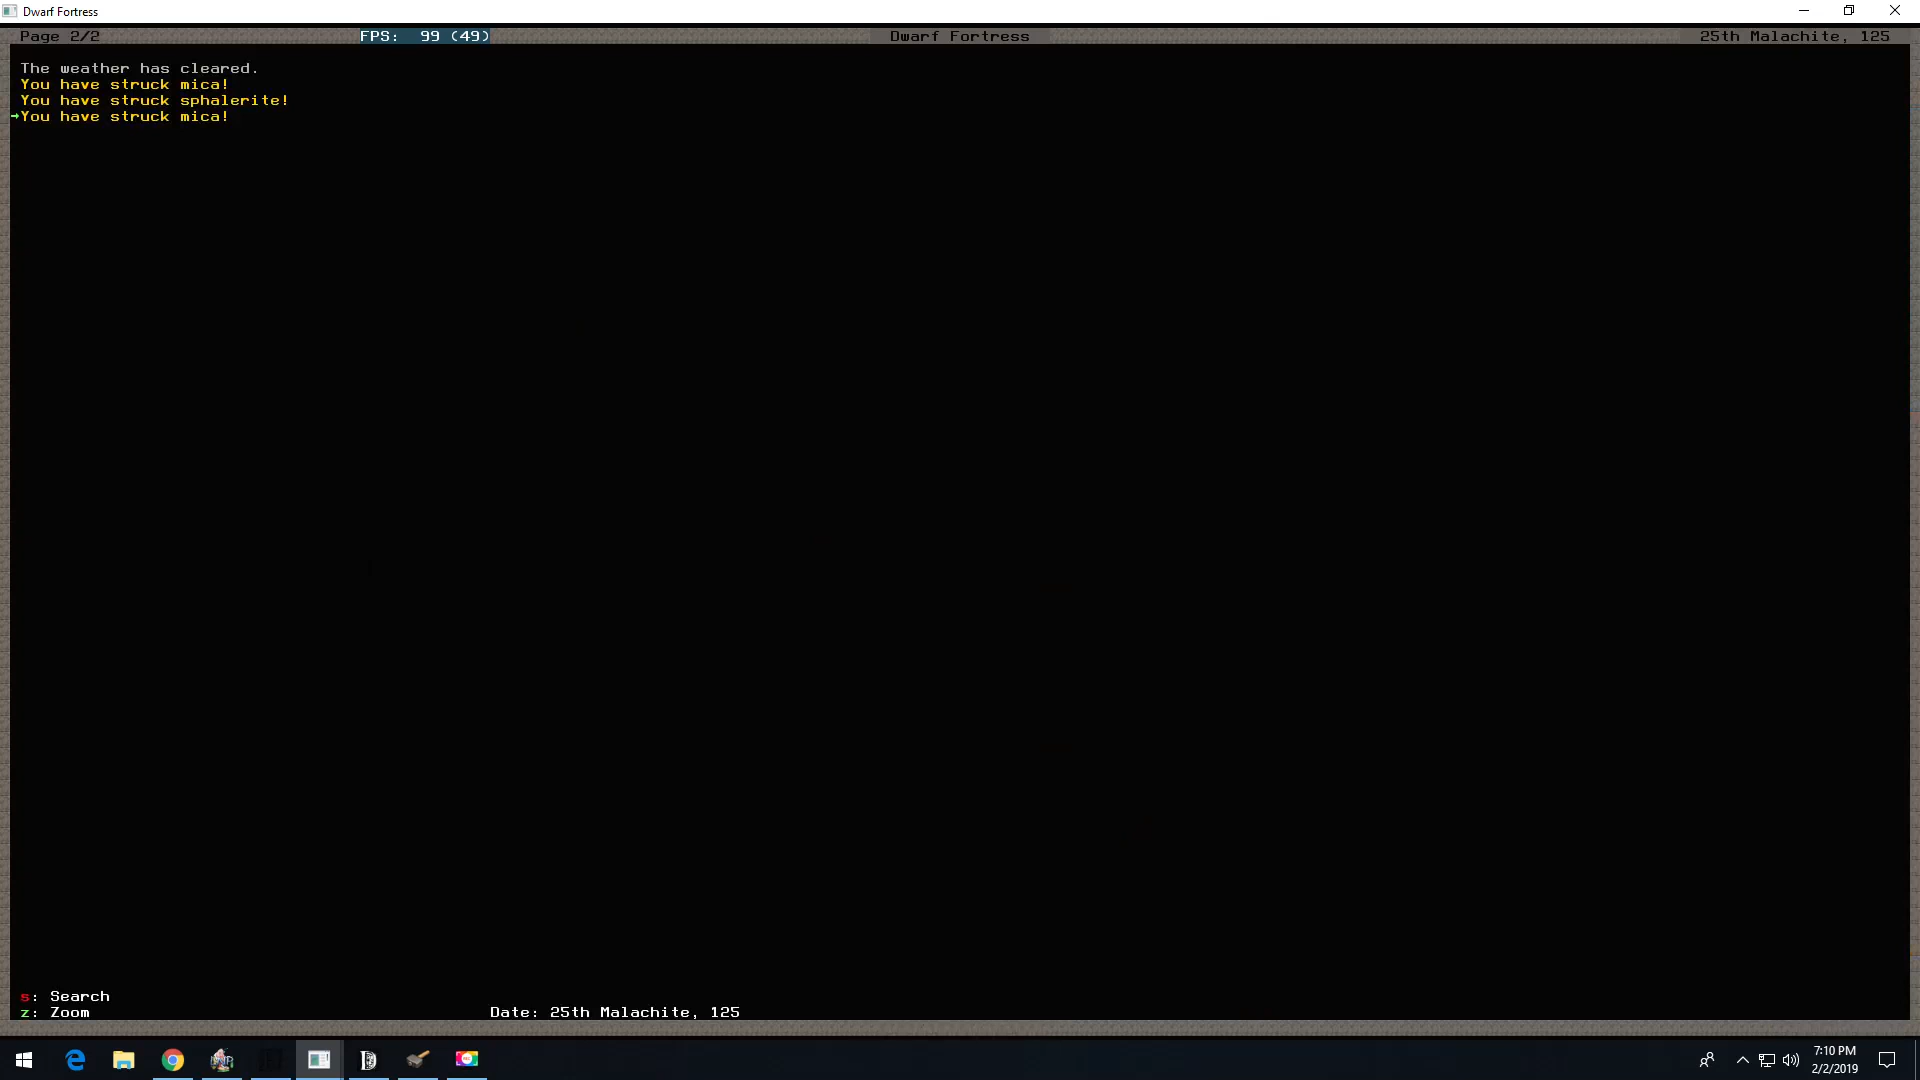 Dwarf Fortress
Page 2/2 FPS: 99 (49) Dwarf Fortress 25th Malachite, 125
The weather has cleared.
You have struck mica!
You have struck sphalerite!
→You have struck mica!
s: Search
z: Zoom Date: 25th Malachite, 125
7:10 PM
2/2/2019